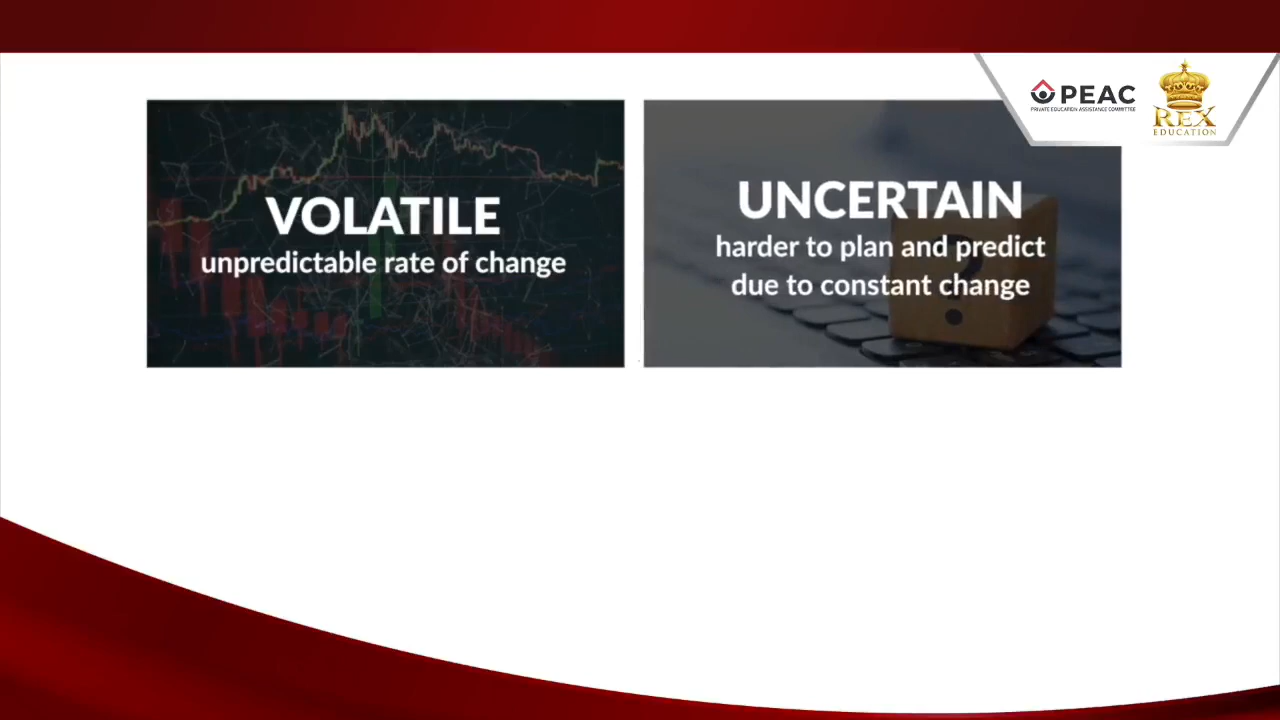 PEAC
PRIVATE EDUCATION ASSISTANCE COMMITTEE
REX
EDUCATION
VOLATILE
unpredictable rate of change
UNCERTAIN
harder to plan and predict
due to constant change
?